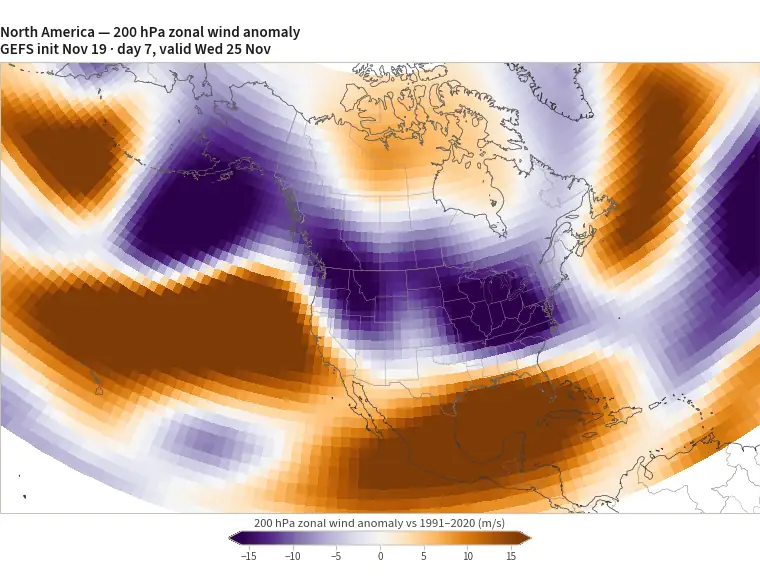 North America — 200 hPa zonal wind anomaly
GEFS init Nov 19 · day 7, valid Wed 25 Nov
200 hPa zonal wind anomaly vs 1991–2020 (m/s)
−15 −10 −5 0 5 10 15